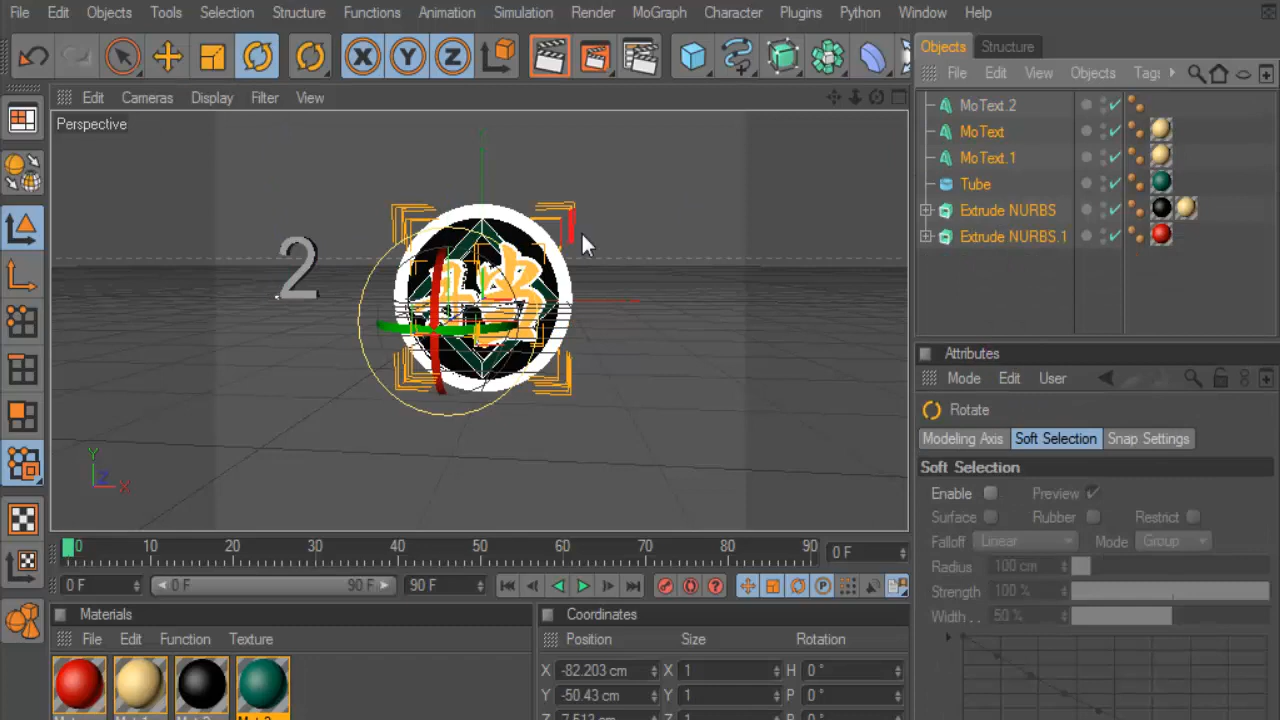 File Edit Objects Tools Selection Structure Functions Animation Simulation Render MoGraph Character Plugins Python Window Help
X Y Z
Objects Structure
File Edit View Objects Tag
Edit Cameras Display Filter View
Perspective
MoText.2
MoText
MoText.1
Tube
Extrude NURBS
Extrude NURBS.1
2
Y
Z
X
Attributes
Mode Edit User
Rotate
Modeling Axis Soft Selection Snap Settings
Soft Selection
Enable Preview
Surface Rubber Restrict
Falloff Linear Mode Group
Radius 100 cm
Strength 100 %
Width . . 50 %
0 10 20 30 40 50 60 70 80 90 0 F
0 F 0 F 90 F 90 F
Materials
File Edit Function Texture
Coordinates
Position Size Rotation
X -82.203 cm X 1 H 0 °
Y -50.43 cm Y 1 P 0 °